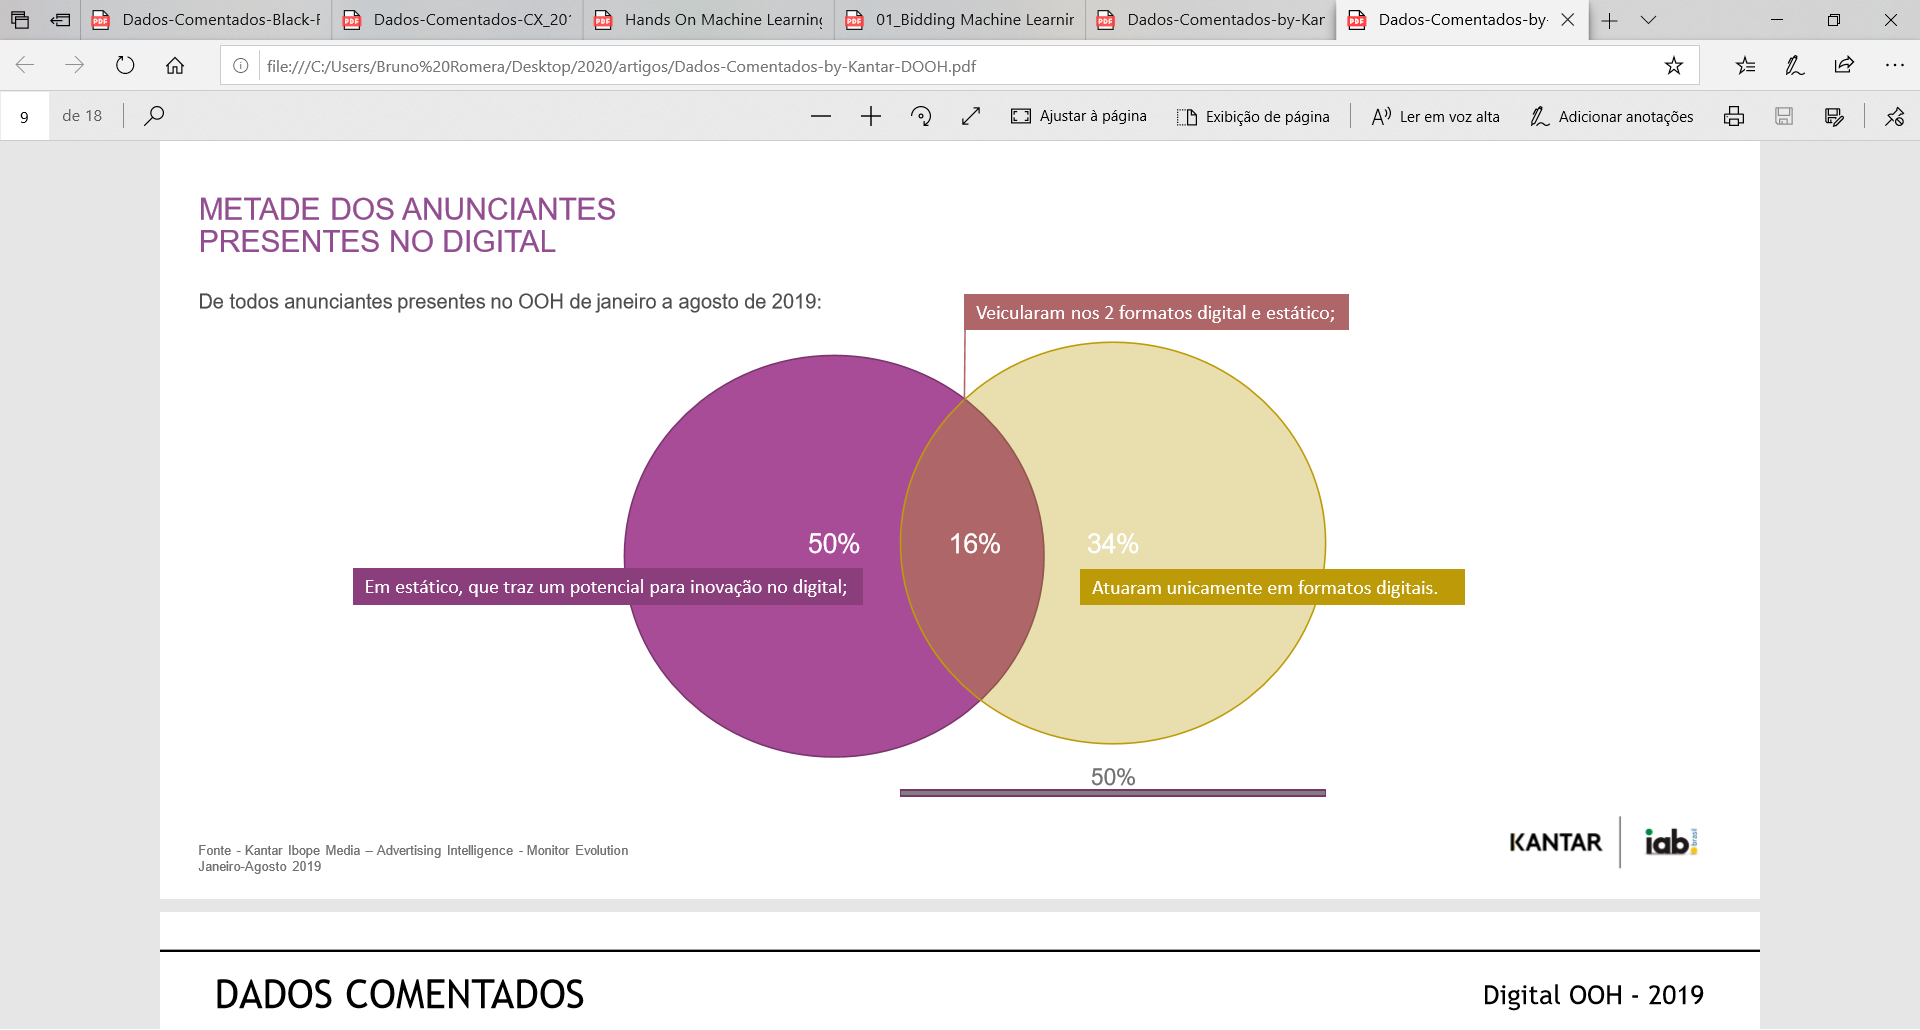 Dados-Comentados-Black-F
Dados-Comentados-CX_201
Hands On Machine Learning
01_Bidding Machine Learnin
Dados-Comentados-by-Kan
Dados-Comentados-by-
file:///C:/Users/Bruno%20Romera/Desktop/2020/artigos/Dados-Comentados-by-Kantar-DOOH.pdf
9 de 18
Ajustar à página
Exibição de página
Ler em voz alta
Adicionar anotações
METADE DOS ANUNCIANTES
PRESENTES NO DIGITAL
De todos anunciantes presentes no OOH de janeiro a agosto de 2019:
Veicularam nos 2 formatos digital e estático;
50%
16%
34%
Em estático, que traz um potencial para inovação no digital;
Atuaram unicamente em formatos digitais.
50%
Fonte - Kantar Ibope Media – Advertising Intelligence - Monitor Evolution
Janeiro-Agosto 2019
KANTAR
iab.
brasil
DADOS COMENTADOS
Digital OOH - 2019